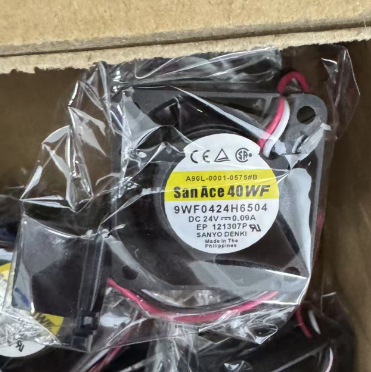 A90L-0001-0575#B
San Ace 40WF
9WF0424H6504
DC 24V 0.09A
EP 121307P
SANYO DENKI
Made in The
Philippines